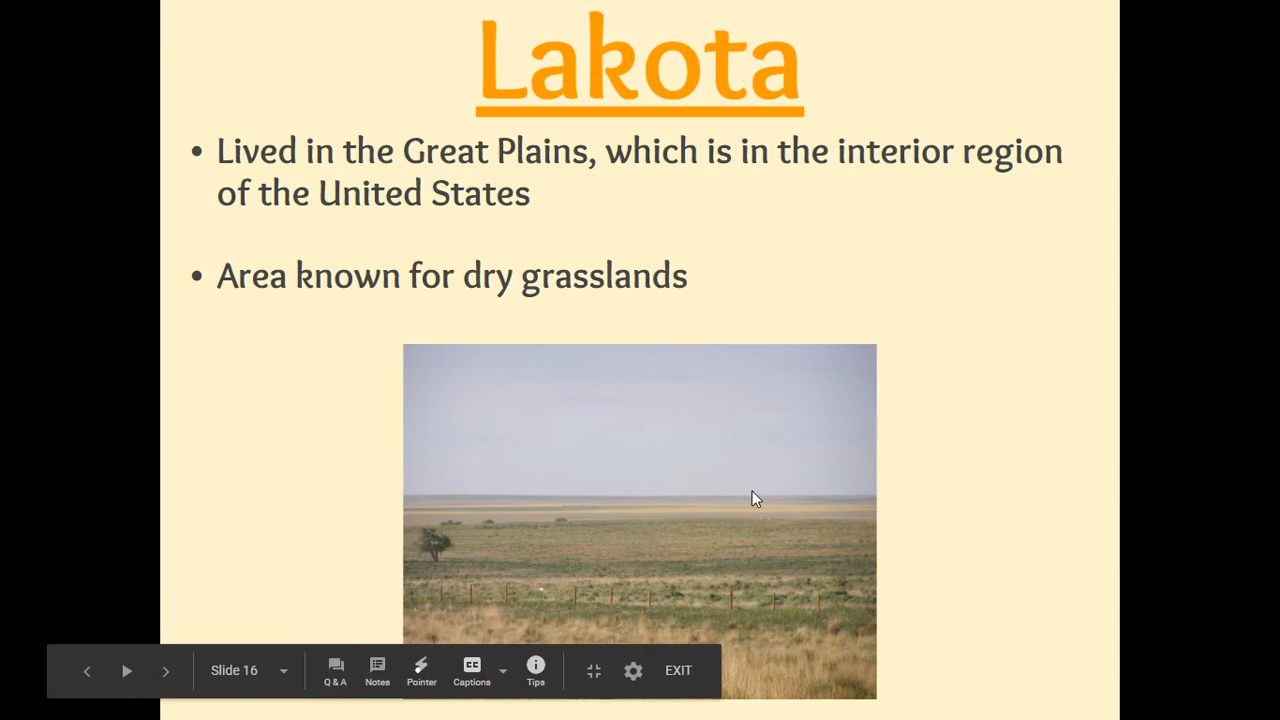 Lakota
• Lived in the Great Plains, which is in the interior region
of the United States
• Area known for dry grasslands
Slide 16
Q & A
Notes
Pointer
CC
Captions
Tips
EXIT